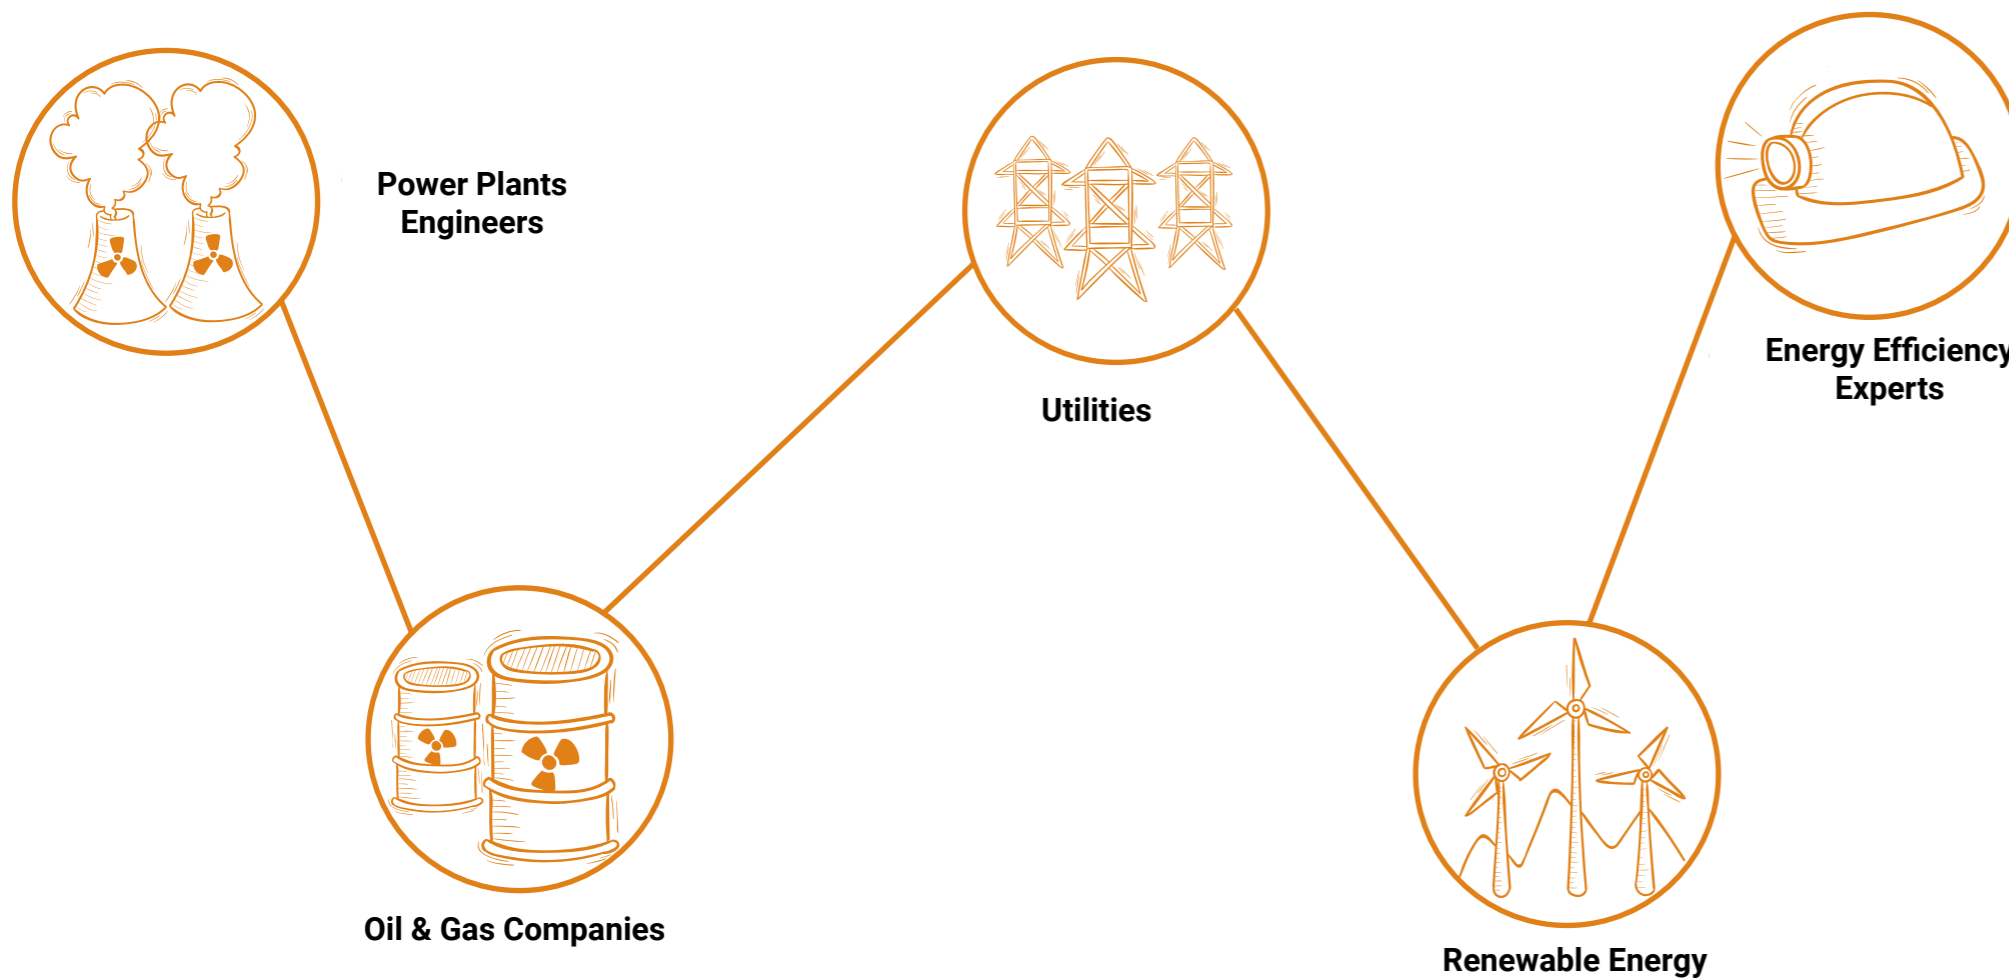 Power Plants
Engineers
Utilities
Energy Efficiency
Experts
Oil & Gas Companies
Renewable Energy